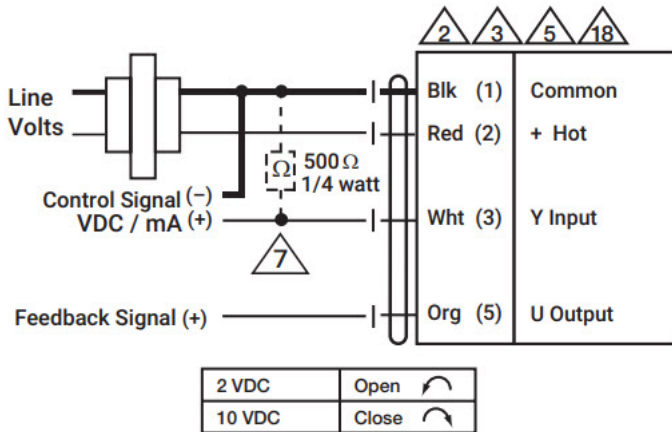 2 3 5 18
Line
Volts
Blk (1) Common
Red (2) + Hot
Ω 500 Ω
1/4 watt
Control Signal (−)
VDC / mA (+)
Wht (3) Y Input
7
Feedback Signal (+)
Org (5) U Output
2 VDC Open
10 VDC Close